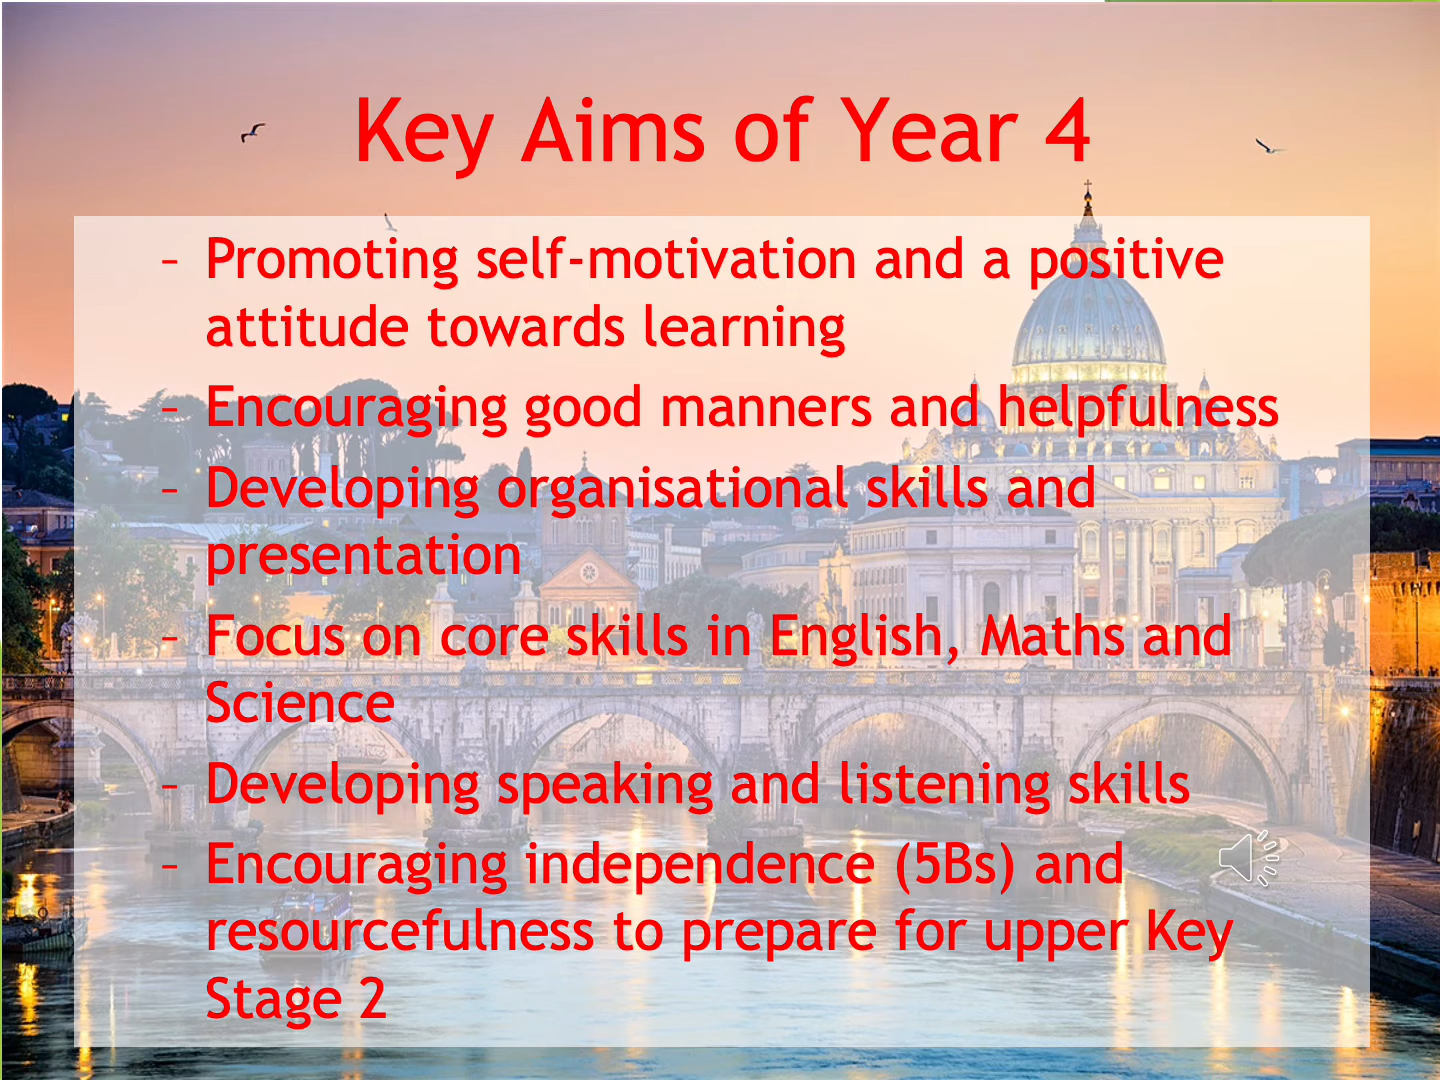 Key Aims of Year 4
– Promoting self-motivation and a positive
attitude towards learning
– Encouraging good manners and helpfulness
– Developing organisational skills and
presentation
– Focus on core skills in English, Maths and
Science
– Developing speaking and listening skills
– Encouraging independence (5Bs) and
resourcefulness to prepare for upper Key
Stage 2